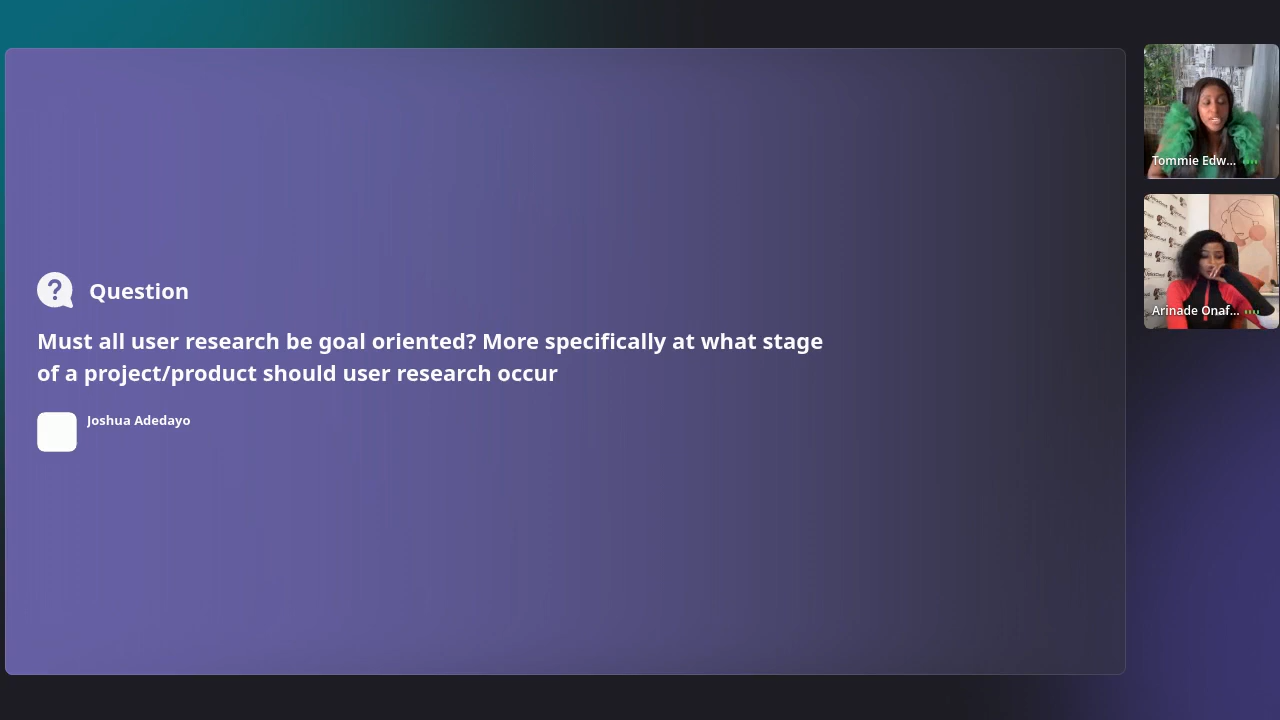 Question
Must all user research be goal oriented? More specifically at what stage
of a project/product should user research occur
Joshua Adedayo
Tommie Edw...
Arinade Onaf...